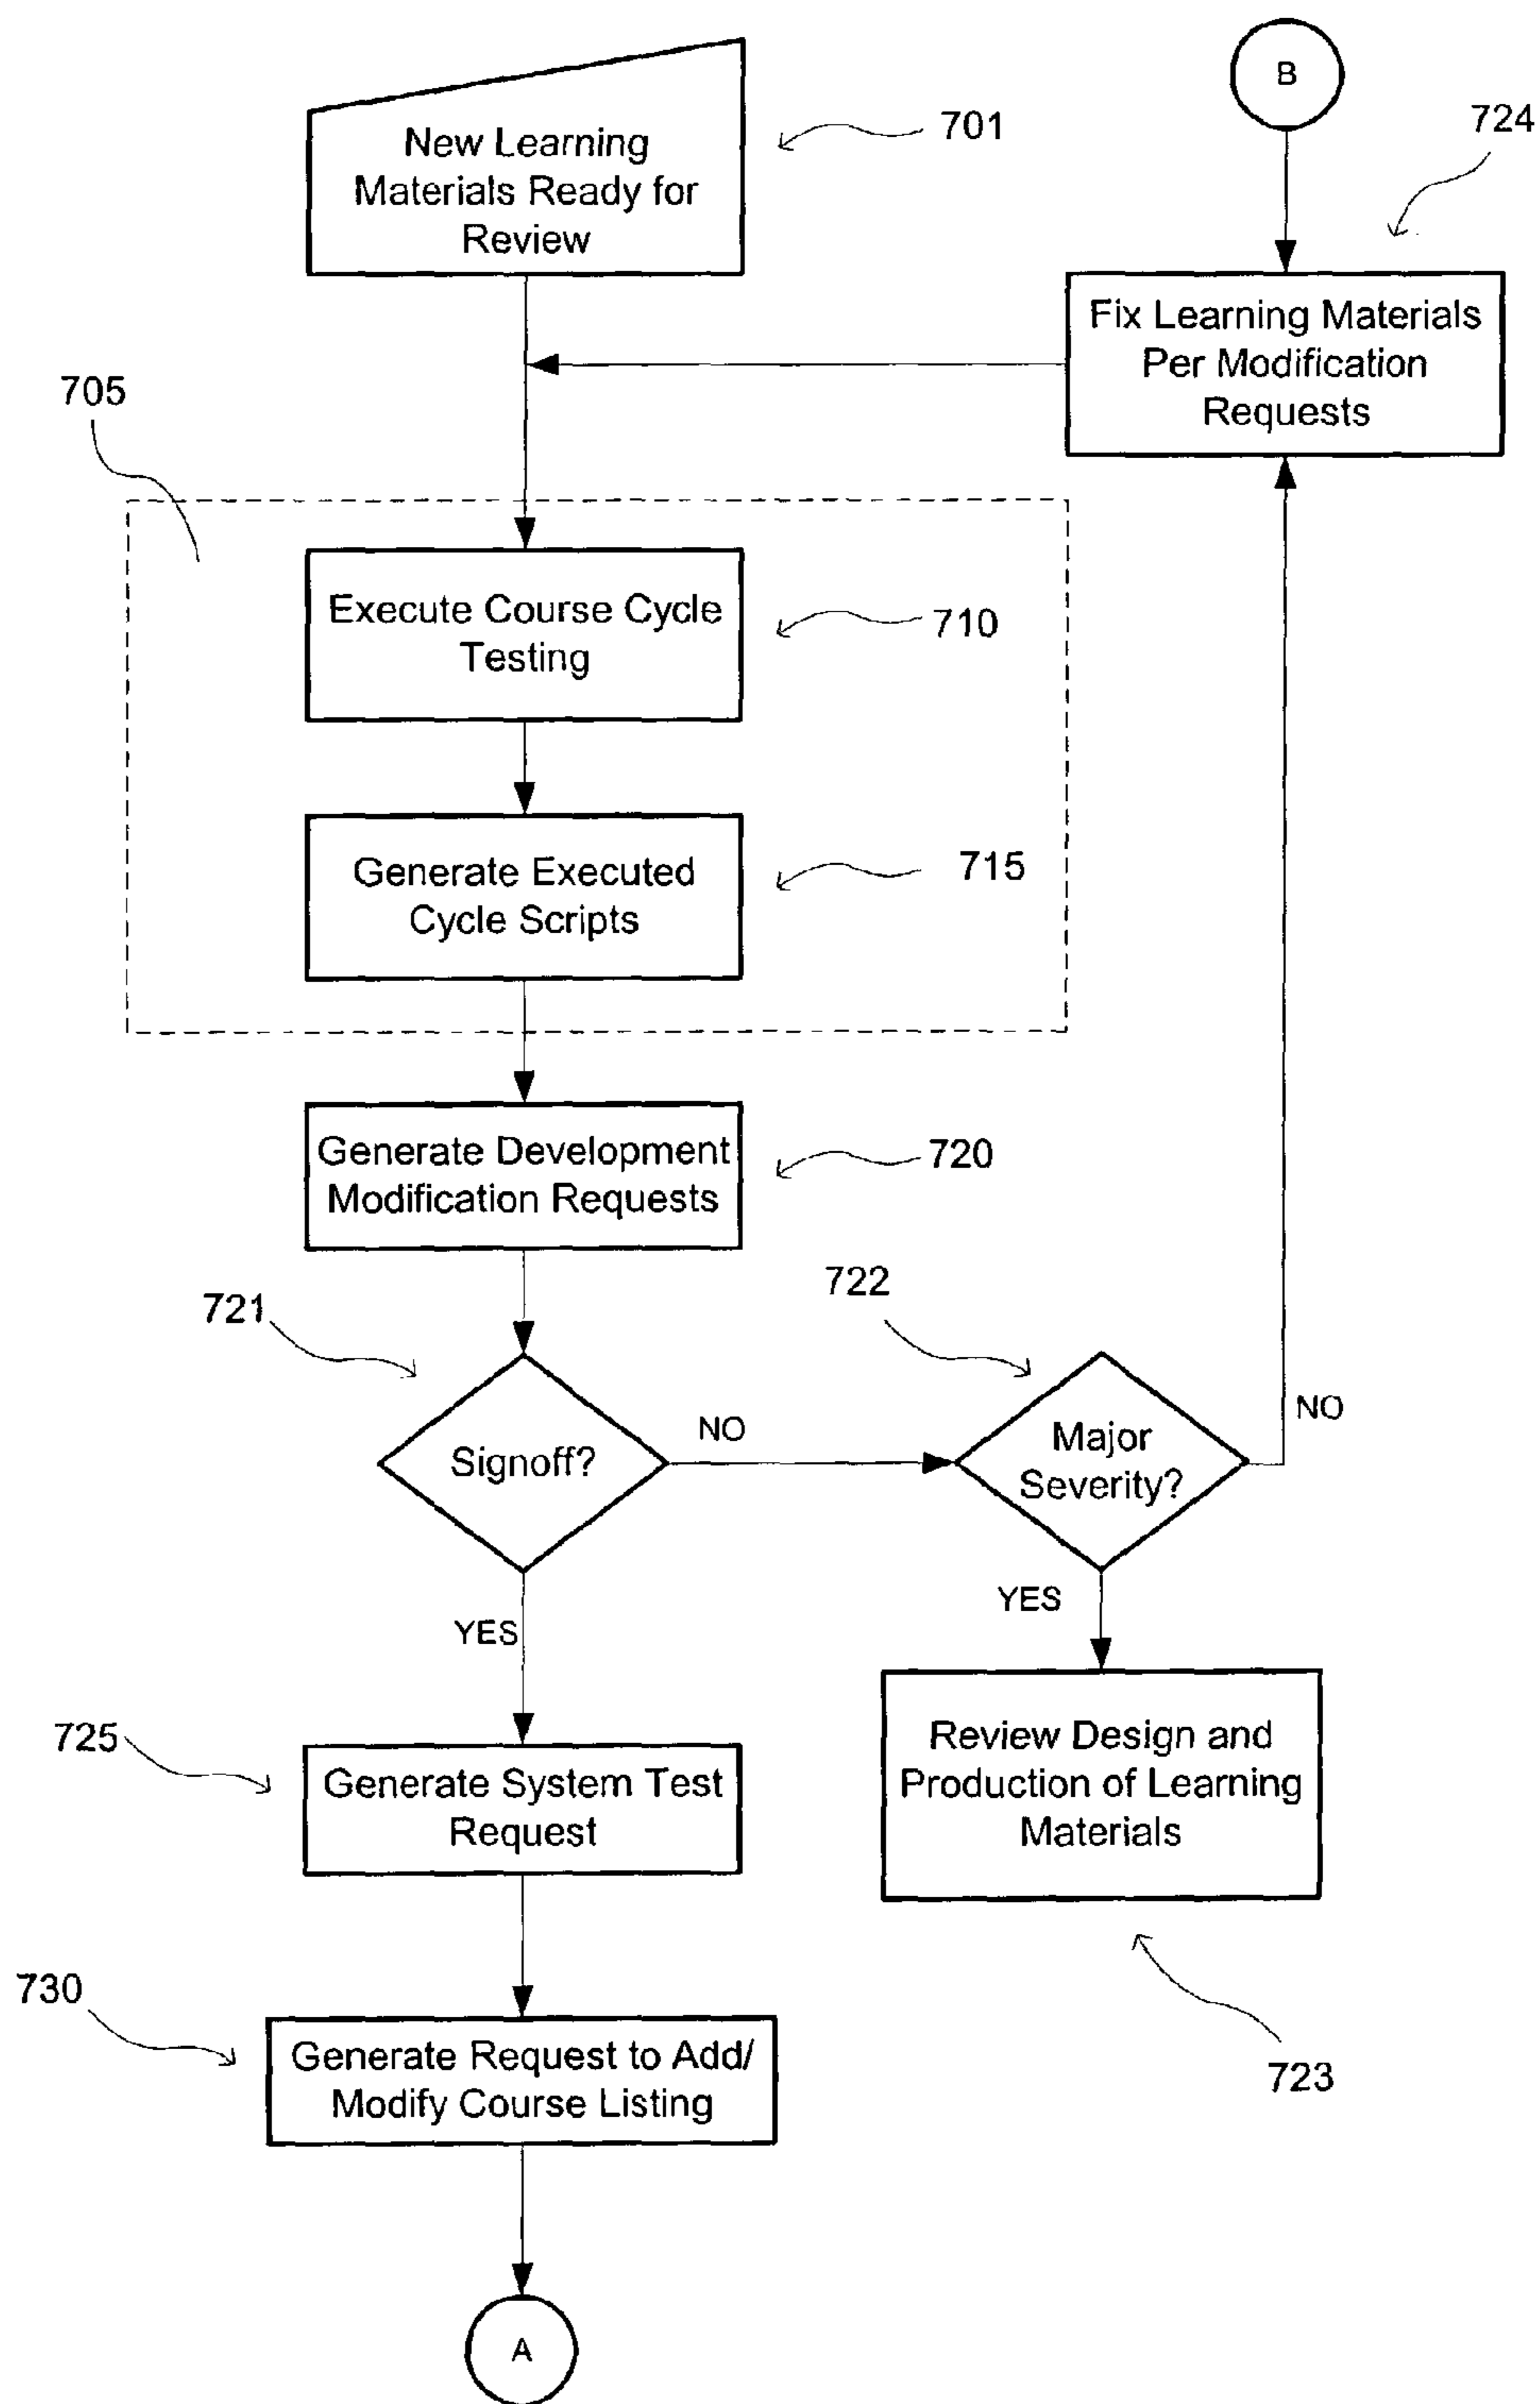 B
724
New Learning
Materials Ready for
Review
701
Fix Learning Materials
Per Modification
Requests
705
Execute Course Cycle
Testing
710
Generate Executed
Cycle Scripts
715
Generate Development
Modification Requests
720
721
722
Signoff?
NO
Major
Severity?
NO
YES
YES
725
Generate System Test
Request
Review Design and
Production of Learning
Materials
730
Generate Request to Add/
Modify Course Listing
723
A